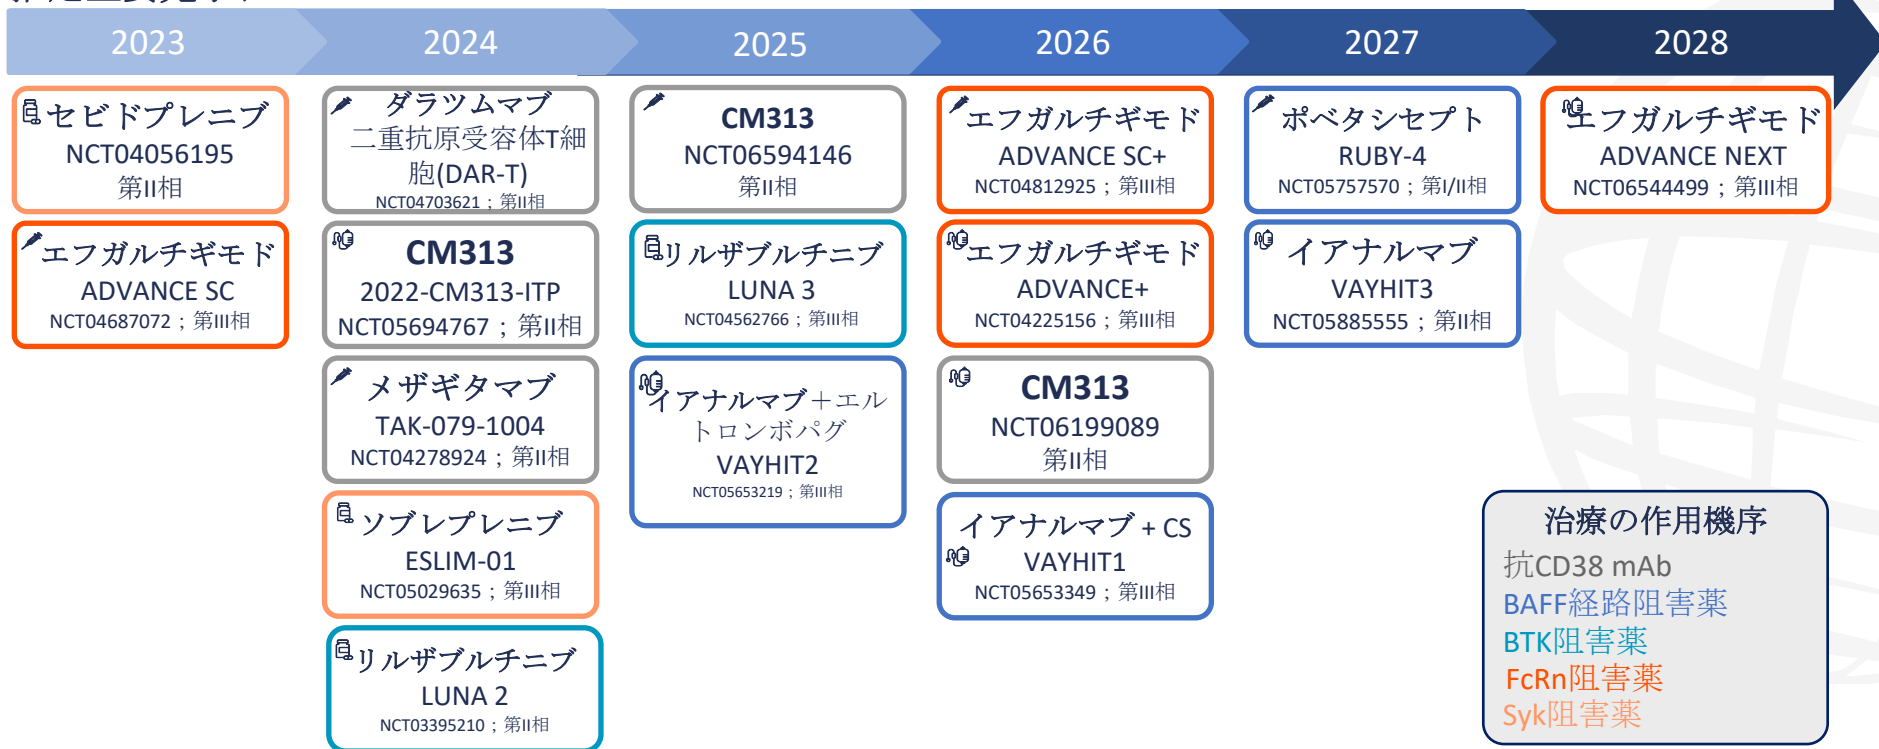 2023
2024
2025
2026
2027
2028
セビドプレニブ
NCT04056195
第II相
エフガルチギモド
ADVANCE SC
NCT04687072；第III相
ダラツムマブ
二重抗原受容体T細
胞(DAR-T)
NCT04703621；第II相
CM313
2022-CM313-ITP
NCT05694767；第II相
メザギタマブ
TAK-079-1004
NCT04278924；第II相
ソブレプレニブ
ESLIM-01
NCT05029635；第III相
リルザブルチニブ
LUNA 2
NCT03395210；第II相
CM313
NCT06594146
第II相
リルザブルチニブ
LUNA 3
NCT04562766；第III相
イアナルマブ＋エル
トロンボパグ
VAYHIT2
NCT05653219；第III相
エフガルチギモド
ADVANCE SC+
NCT04812925；第III相
エフガルチギモド
ADVANCE+
NCT04225156；第III相
CM313
NCT06199089
第II相
イアナルマブ + CS
VAYHIT1
NCT05653349；第III相
ポベタシセプト
RUBY-4
NCT05757570；第I/II相
イアナルマブ
VAYHIT3
NCT05885555；第II相
エフガルチギモド
ADVANCE NEXT
NCT06544499；第III相
治療の作用機序
抗CD38 mAb
BAFF経路阻害薬
BTK阻害薬
FcRn阻害薬
Syk阻害薬